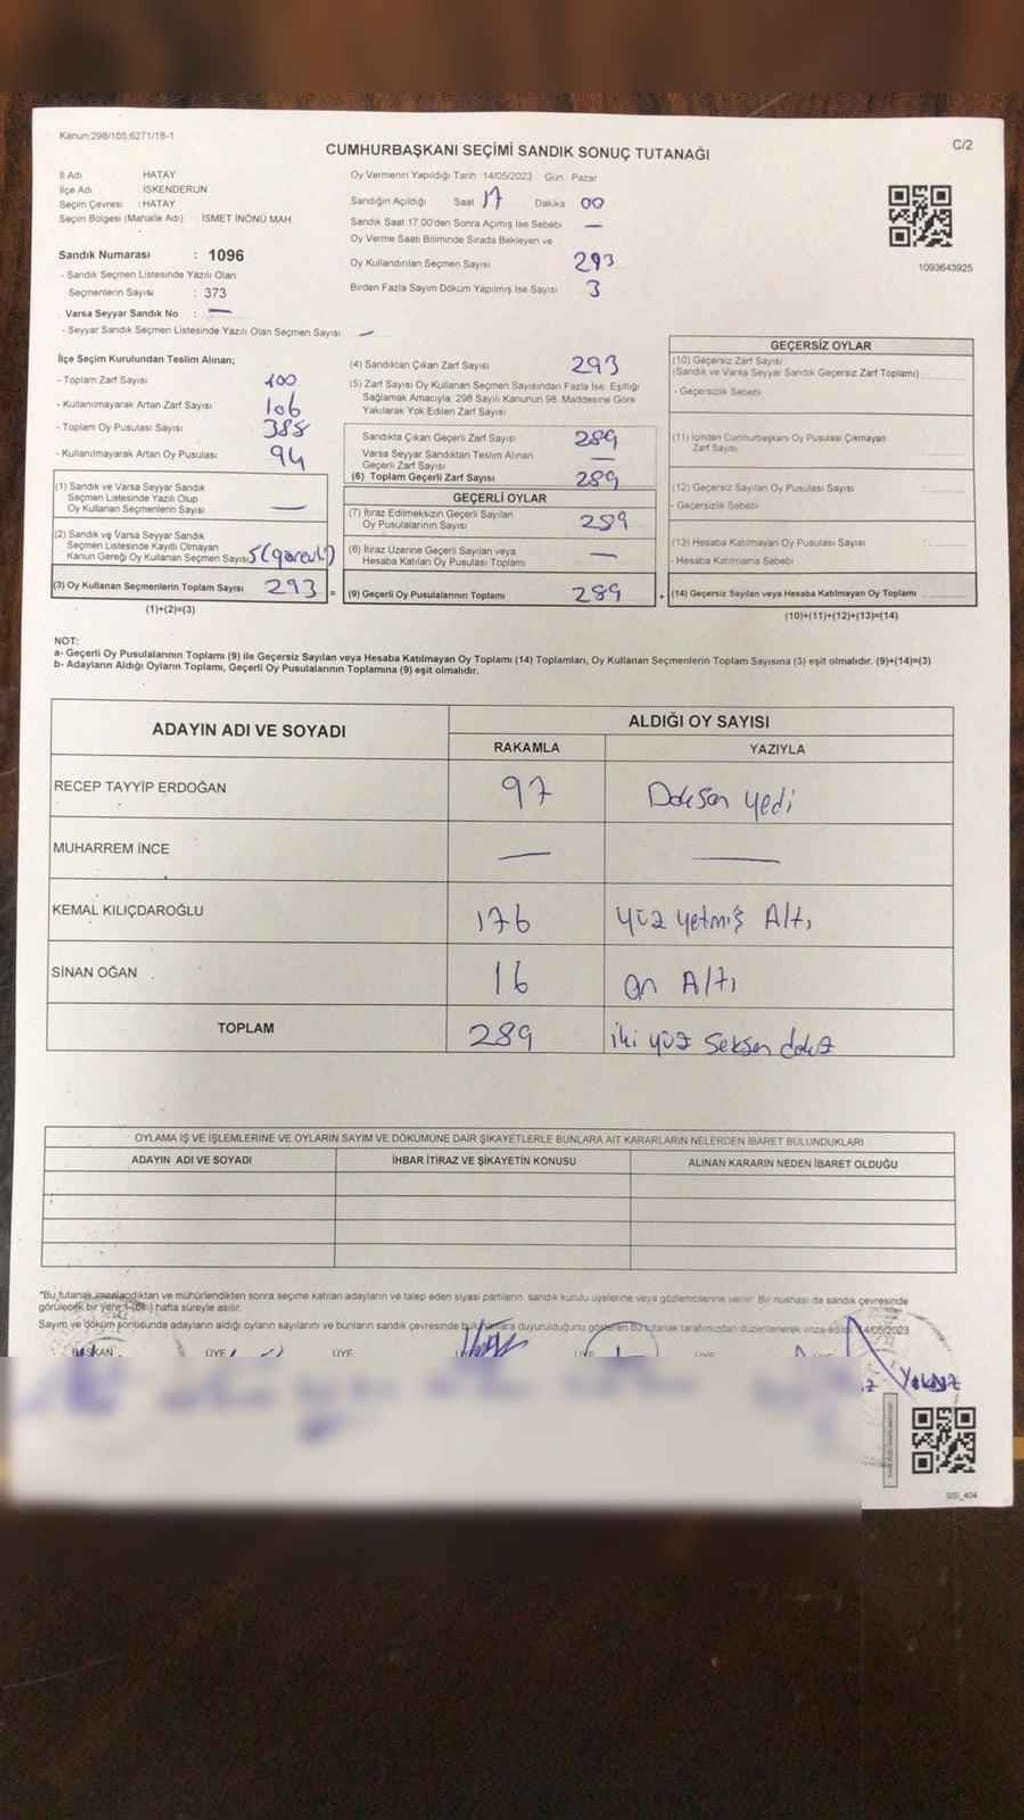 Kanun:298/105;6271/18-1
C/2
CUMHURBAŞKANI SEÇİMİ SANDIK SONUÇ TUTANAĞI
İl Adı HATAY
İlçe Adı İSKENDERUN
Seçim Çevresi : HATAY
Seçim Bölgesi (Mahalle Adı) İSMET İNÖNÜ MAH
Sandık Numarası : 1096
- Sandık Seçmen Listesinde Yazılı Olan
Seçmenlerin Sayısı : 373
Varsa Seyyar Sandık No : —
- Seyyar Sandık Seçmen Listesinde Yazılı Olan Seçmen Sayısı —
Oy Vermenin Yapıldığı Tarih 14/05/2023 Gün Pazar
Sandığın Açıldığı Saat 17 Dakika 00
Sandık Saat 17:00'den Sonra Açılmış İse Sebebi —
Oy Verme Saati Bitiminde Sırada Bekleyen ve
Oy Kullandırılan Seçmen Sayısı 293
Birden Fazla Sayım Döküm Yapılmış İse Sayısı 3
1093643925
İlçe Seçim Kurulundan Teslim Alınan;
- Toplam Zarf Sayısı 400
- Kullanılmayarak Artan Zarf Sayısı 106
- Toplam Oy Pusulası Sayısı 388
- Kullanılmayarak Artan Oy Pusulası 94
(1) Sandık ve Varsa Seyyar Sandık
Seçmen Listesinde Yazılı Olup
Oy Kullanan Seçmenlerin Sayısı —
(2) Sandık ve Varsa Seyyar Sandık
Seçmen Listesinde Kayıtlı Olmayan
Kanun Gereği Oy Kullanan Seçmen Sayısı 5 (görevli)
(3) Oy Kullanan Seçmenlerin Toplam Sayısı 293 =
(1)+(2)=(3)
(4) Sandıktan Çıkan Zarf Sayısı 293
(5) Zarf Sayısı Oy Kullanan Seçmen Sayısından Fazla İse; Eşitliği
Sağlamak Amacıyla, 298 Sayılı Kanunun 98. Maddesine Göre
Yakılarak Yok Edilen Zarf Sayısı
Sandıkta Çıkan Geçerli Zarf Sayısı 289
Varsa Seyyar Sandıktan Teslim Alınan
Geçerli Zarf Sayısı —
(6) Toplam Geçerli Zarf Sayısı 289
GEÇERLİ OYLAR
(7) İtiraz Edilmeksizin Geçerli Sayılan
Oy Pusulalarının Sayısı 289
(8) İtiraz Üzerine Geçerli Sayılan veya
Hesaba Katılan Oy Pusulası Toplamı —
(9) Geçerli Oy Pusulalarının Toplamı 289 +
GEÇERSİZ OYLAR
(10) Geçersiz Zarf Sayısı
(Sandık ve Varsa Seyyar Sandık Geçersiz Zarf Toplamı)
- Geçersizlik Sebebi
(11) İçinden Cumhurbaşkanı Oy Pusulası Çıkmayan
Zarf Sayısı
(12) Geçersiz Sayılan Oy Pusulası Sayısı
- Geçersizlik Sebebi
(13) Hesaba Katılmayan Oy Pusulası Sayısı
- Hesaba Katılmama Sebebi
(14) Geçersiz Sayılan veya Hesaba Katılmayan Oy Toplamı
(10)+(11)+(12)+(13)=(14)
NOT:
a- Geçerli Oy Pusulalarının Toplamı (9) ile Geçersiz Sayılan veya Hesaba Katılmayan Oy Toplamı (14) Toplamları, Oy Kullanan Seçmenlerin Toplam Sayısına (3) eşit olmalıdır. (9)+(14)=(3)
b- Adayların Aldığı Oyların Toplamı, Geçerli Oy Pusulalarının Toplamına (9) eşit olmalıdır.
ADAYIN ADI VE SOYADI
ALDIĞI OY SAYISI
RAKAMLA YAZIYLA
RECEP TAYYİP ERDOĞAN 97 Doksan yedi
MUHARREM İNCE — —
KEMAL KILIÇDAROĞLU 176 yüz yetmiş Altı
SİNAN OĞAN 16 on Altı
TOPLAM 289 iki yüz seksen dokuz
OYLAMA İŞ VE İŞLEMLERİNE VE OYLARIN SAYIM VE DÖKÜMÜNE DAİR ŞİKAYETLERLE BUNLARA AİT KARARLARIN NELERDEN İBARET BULUNDUKLARI
ADAYIN ADI VE SOYADI İHBAR İTİRAZ VE ŞİKAYETİN KONUSU ALINAN KARARIN NEDEN İBARET OLDUĞU
"Bu tutanak imzalandıktan ve mühürlendikten sonra seçime katılan adayların ve talep eden siyasi partilerin, sandık kurulu üyelerine veya gözlemcilerine verilir. Bir nüshası da sandık çevresinde
görülecek bir yere hafta süreyle asılır.
Sayım ve döküm sonucunda adayların aldığı oyların sayılarını ve bunların sandık çevresinde duyurulduğunu gösteren tutanak tarafımızdan düzenlenerek imza 14/05/2023
BAŞKAN ÜYE ÜYE